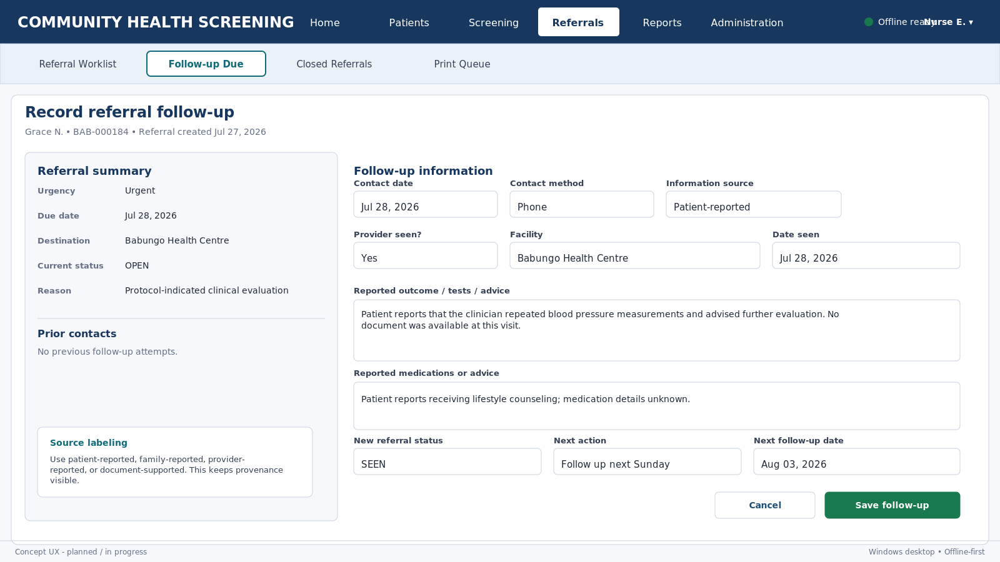 COMMUNITY HEALTH SCREENING
Home
Patients
Screening
Referrals
Reports
Administration
Offline ready
Nurse E. ▾
Referral Worklist
Follow-up Due
Closed Referrals
Print Queue
Record referral follow-up
Grace N. • BAB-000184 • Referral created Jul 27, 2026
Referral summary
Urgency Urgent
Due date Jul 28, 2026
Destination Babungo Health Centre
Current status OPEN
Reason Protocol-indicated clinical evaluation
Prior contacts
No previous follow-up attempts.
Source labeling
Use patient-reported, family-reported, provider-
reported, or document-supported. This keeps provenance
visible.
Follow-up information
Contact date
Jul 28, 2026
Contact method
Phone
Information source
Patient-reported
Provider seen?
Yes
Facility
Babungo Health Centre
Date seen
Jul 28, 2026
Reported outcome / tests / advice
Patient reports that the clinician repeated blood pressure measurements and advised further evaluation. No
document was available at this visit.
Reported medications or advice
Patient reports receiving lifestyle counseling; medication details unknown.
New referral status
SEEN
Next action
Follow up next Sunday
Next follow-up date
Aug 03, 2026
Cancel
Save follow-up
Concept UX - planned / in progress
Windows desktop • Offline-first